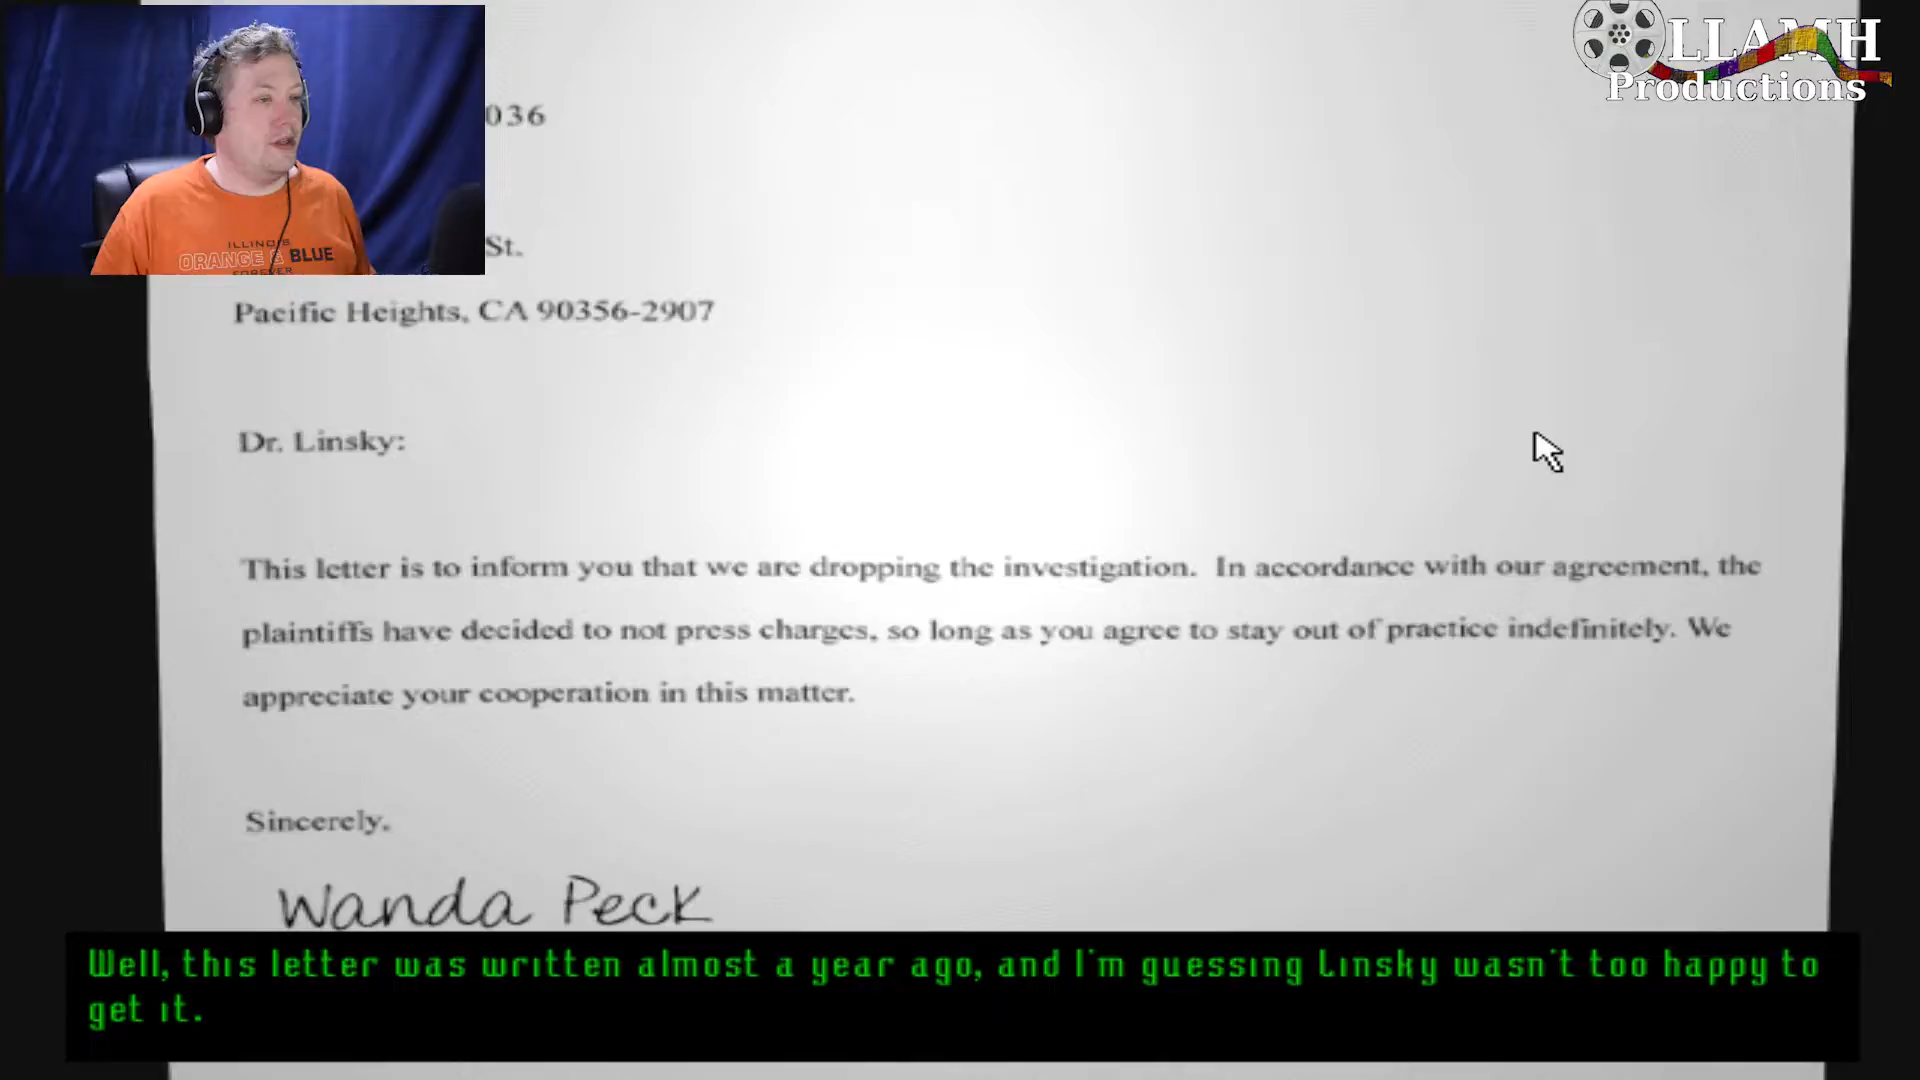 LLAMH
Productions
036
ILLINOIS
ORANGE & BLUE
FOREVER
St.
Pacific Heights, CA 90356-2907
Dr. Linsky:
This letter is to inform you that we are dropping the investigation. In accordance with our agreement, the
plaintiffs have decided to not press charges, so long as you agree to stay out of practice indefinitely. We
appreciate your cooperation in this matter.
Sincerely,
Wanda Peck
Well, this letter was written almost a year ago, and I'm guessing Linsky wasn't too happy to
get it.